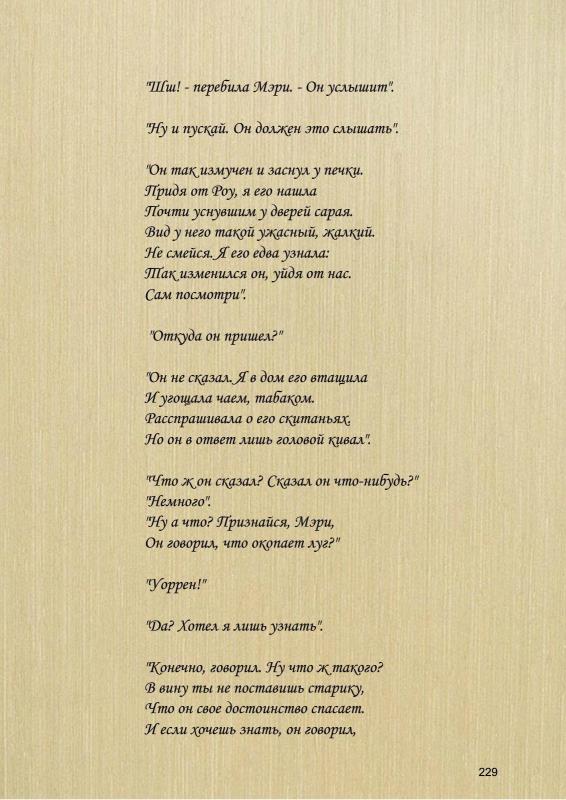 "Шш! - перебила Мэри. - Он услышит".
"Ну и пускай. Он должен это слышать".
"Он так измучен и заснул у печки.
Придя от Роу, я его нашла
Почти уснувшим у дверей сарая.
Вид у него такой ужасный, жалкий.
Не смейся. Я его едва узнала:
Так изменился он, уйдя от нас.
Сам посмотри".
"Откуда он пришел?"
"Он не сказал. Я в дом его втащила
И угощала чаем, табаком.
Расспрашивала о его скитаньях.
Но он в ответ лишь головой кивал".
"Что ж он сказал? Сказал он что-нибудь?"
"Немного".
"Ну а что? Признайся, Мэри,
Он говорил, что окопает луг?"
"Уоррен!"
"Да? Хотел я лишь узнать".
"Конечно, говорил. Ну что ж такого?
В вину ты не поставишь старику,
Что он свое достоинство спасает.
И если хочешь знать, он говорил,
229